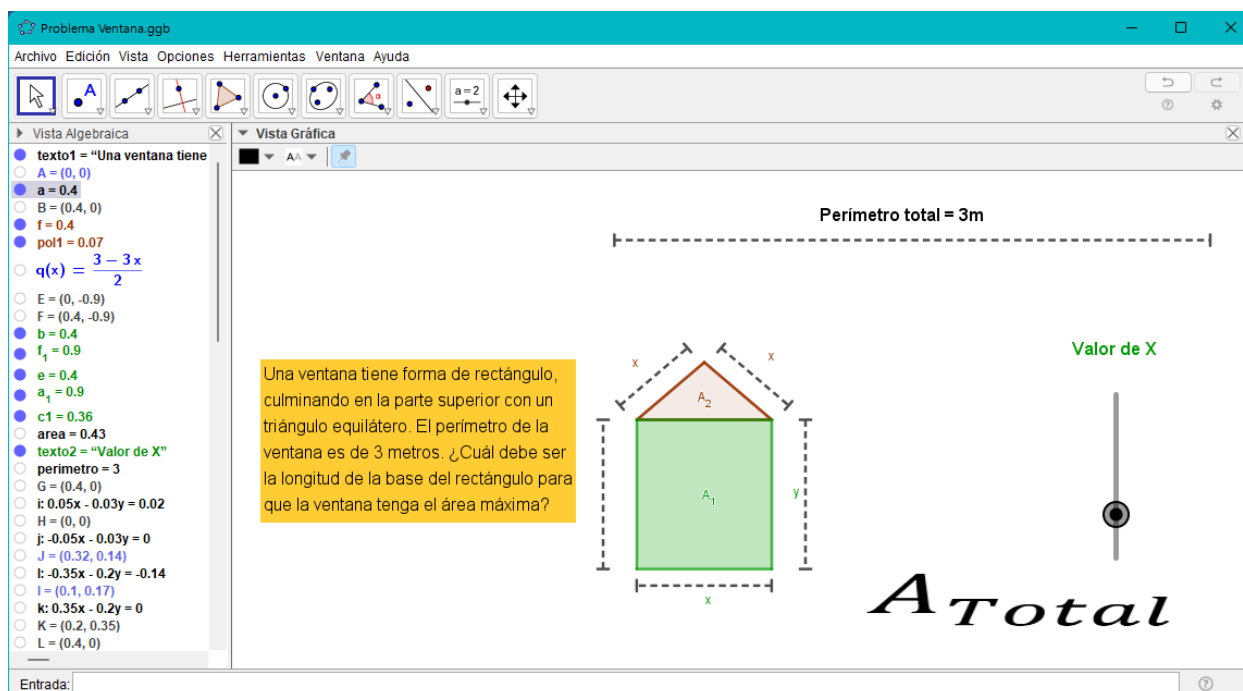 Problema Ventana.ggb
Archivo Edición Vista Opciones Herramientas Ventana Ayuda
A
α
a=2
Vista Algebraica
Vista Gráfica
AA
texto1 = “Una ventana tiene
A = (0, 0)
a = 0.4
B = (0.4, 0)
f = 0.4
pol1 = 0.07
q(x) = (3 − 3 x)/2
E = (0, -0.9)
F = (0.4, -0.9)
b = 0.4
f₁ = 0.9
e = 0.4
a₁ = 0.9
c1 = 0.36
area = 0.43
texto2 = “Valor de X”
perimetro = 3
G = (0.4, 0)
i: 0.05x - 0.03y = 0.02
H = (0, 0)
j: -0.05x - 0.03y = 0
J = (0.32, 0.14)
l: -0.35x - 0.2y = -0.14
I = (0.1, 0.17)
k: 0.35x - 0.2y = 0
K = (0.2, 0.35)
L = (0.4, 0)
Perímetro total = 3m
Una ventana tiene forma de rectángulo,
culminando en la parte superior con un
triángulo equilátero. El perímetro de la
ventana es de 3 metros. ¿Cuál debe ser
la longitud de la base del rectángulo para
que la ventana tenga el área máxima?
x
x
A₂
A₁
y
x
Valor de X
A Total
Entrada: